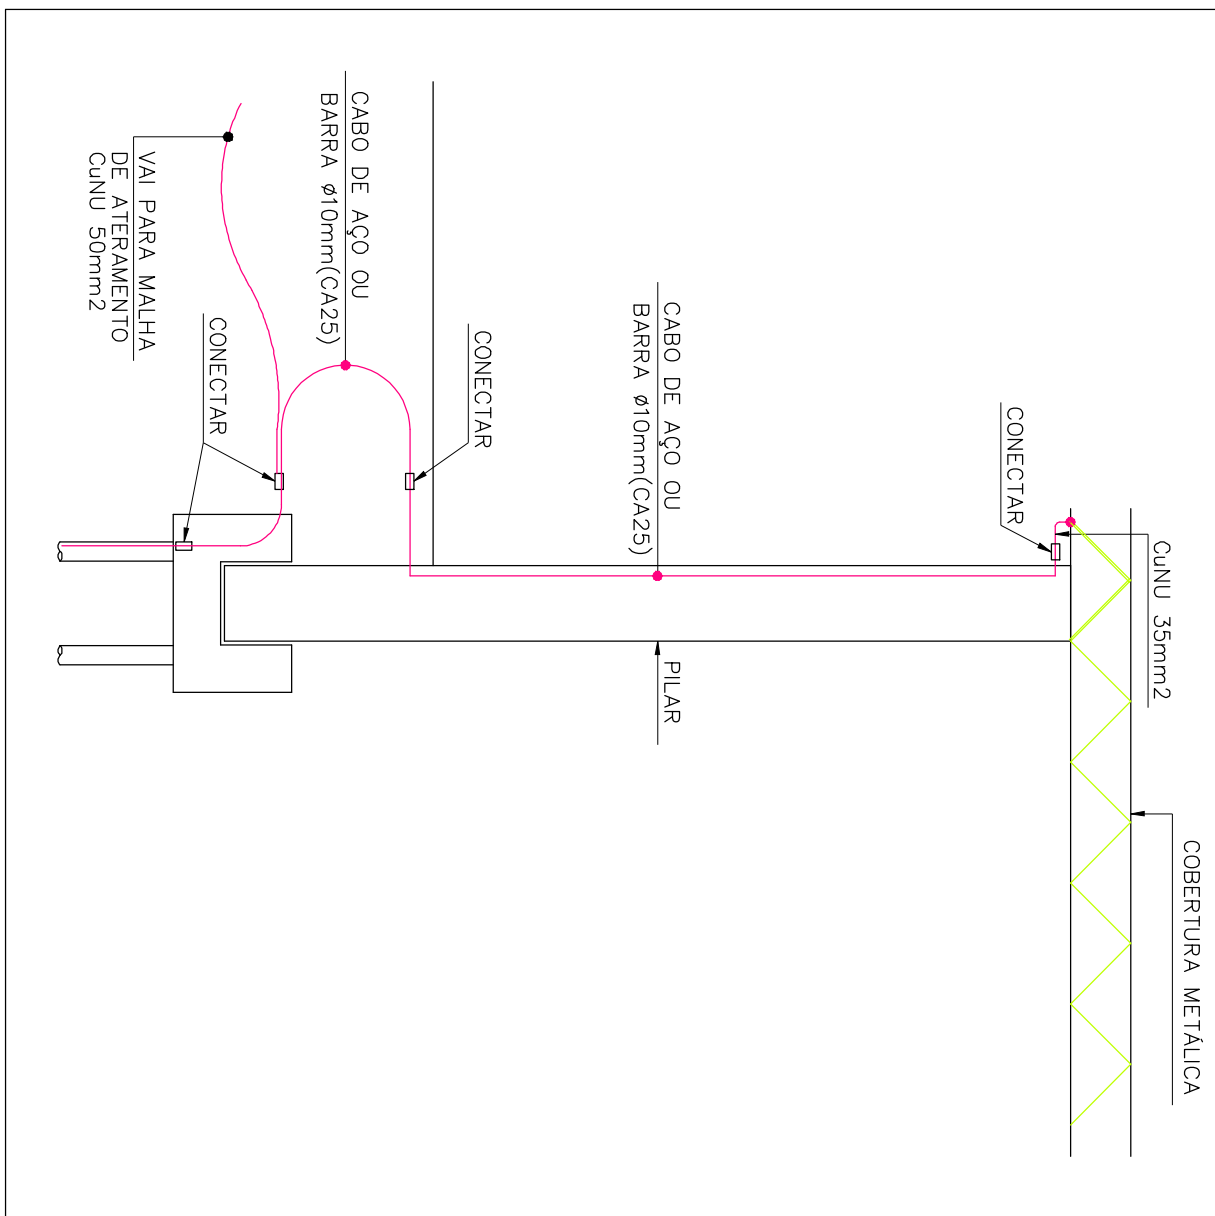 COBERTURA METÁLICA
CuNU 35mm2
CONECTAR
CABO DE AÇO OU
BARRA ø10mm(CA25)
PILAR
CONECTAR
CABO DE AÇO OU
BARRA ø10mm(CA25)
CONECTAR
VAI PARA MALHA
DE ATERAMENTO
CuNU 50mm2